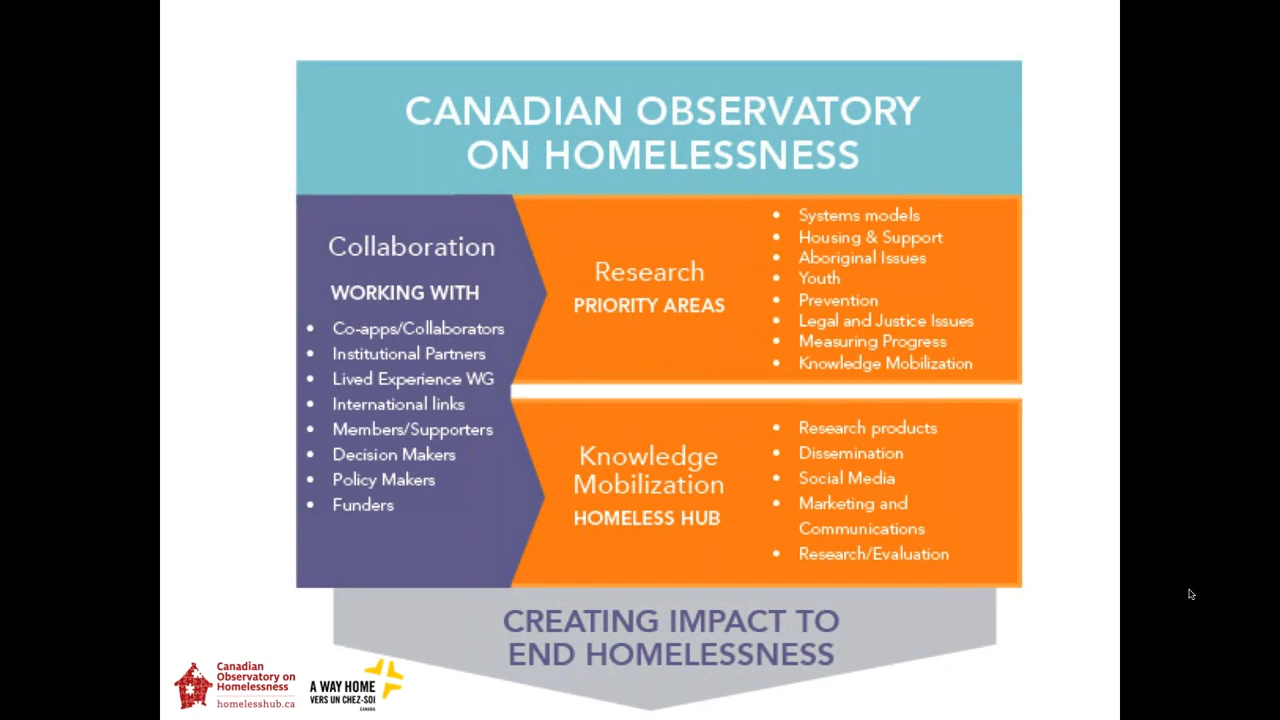 CANADIAN OBSERVATORY
ON HOMELESSNESS
Collaboration
WORKING WITH
• Co-apps/Collaborators
• Institutional Partners
• Lived Experience WG
• International links
• Members/Supporters
• Decision Makers
• Policy Makers
• Funders
Research
PRIORITY AREAS
• Systems models
• Housing & Support
• Aboriginal Issues
• Youth
• Prevention
• Legal and Justice Issues
• Measuring Progress
• Knowledge Mobilization
Knowledge
Mobilization
HOMELESS HUB
• Research products
• Dissemination
• Social Media
• Marketing and
Communications
• Research/Evaluation
CREATING IMPACT TO
END HOMELESSNESS
Canadian
Observatory on
Homelessness
homelesshub.ca
A WAY HOME
VERS UN CHEZ-SOI
CANADA